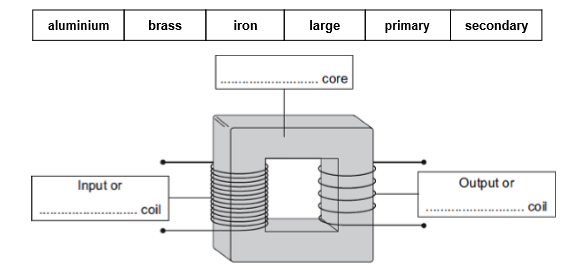 aluminium brass iron large primary secondary
............................ core
Input or
............................ coil
Output or
............................ coil